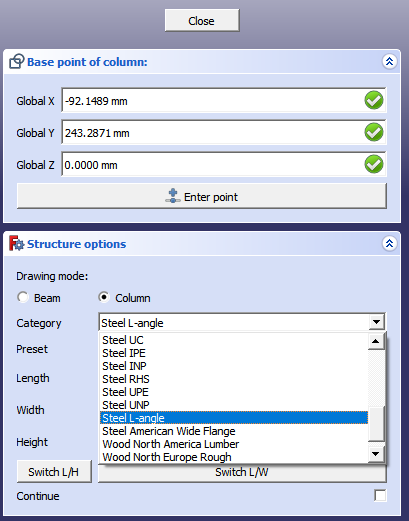 Close
Base point of column:
Global X -92.1489 mm
Global Y 243.2871 mm
Global Z 0.0000 mm
Enter point
Structure options
Drawing mode:
Beam Column
Category Steel L-angle
Preset
Length
Width
Height
Steel UC
Steel IPE
Steel INP
Steel RHS
Steel UPE
Steel UNP
Steel L-angle
Steel American Wide Flange
Wood North America Lumber
Wood North Europe Rough
Switch L/H Switch L/W
Continue